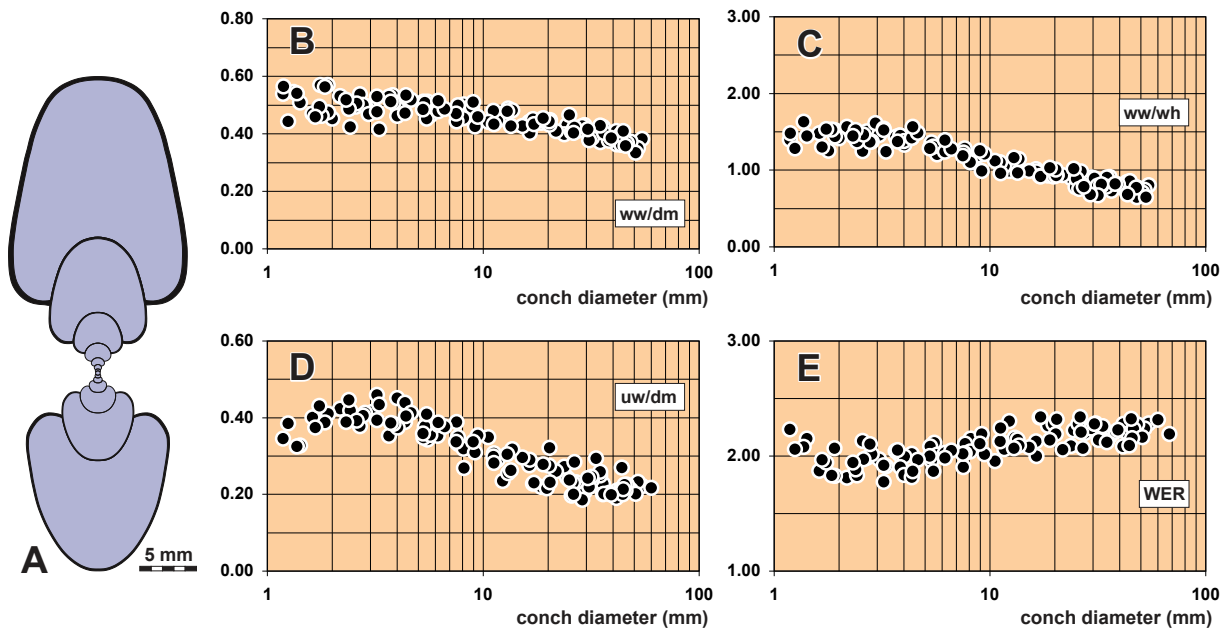 A
5 mm
B
0.80
0.60
0.40
0.20
0.00
ww/dm
1 10 100
conch diameter (mm)
C
3.00
2.00
1.00
0.00
ww/wh
1 10 100
conch diameter (mm)
D
0.60
0.40
0.20
0.00
uw/dm
1 10 100
conch diameter (mm)
E
3.00
2.00
1.00
WER
1 10 100
conch diameter (mm)